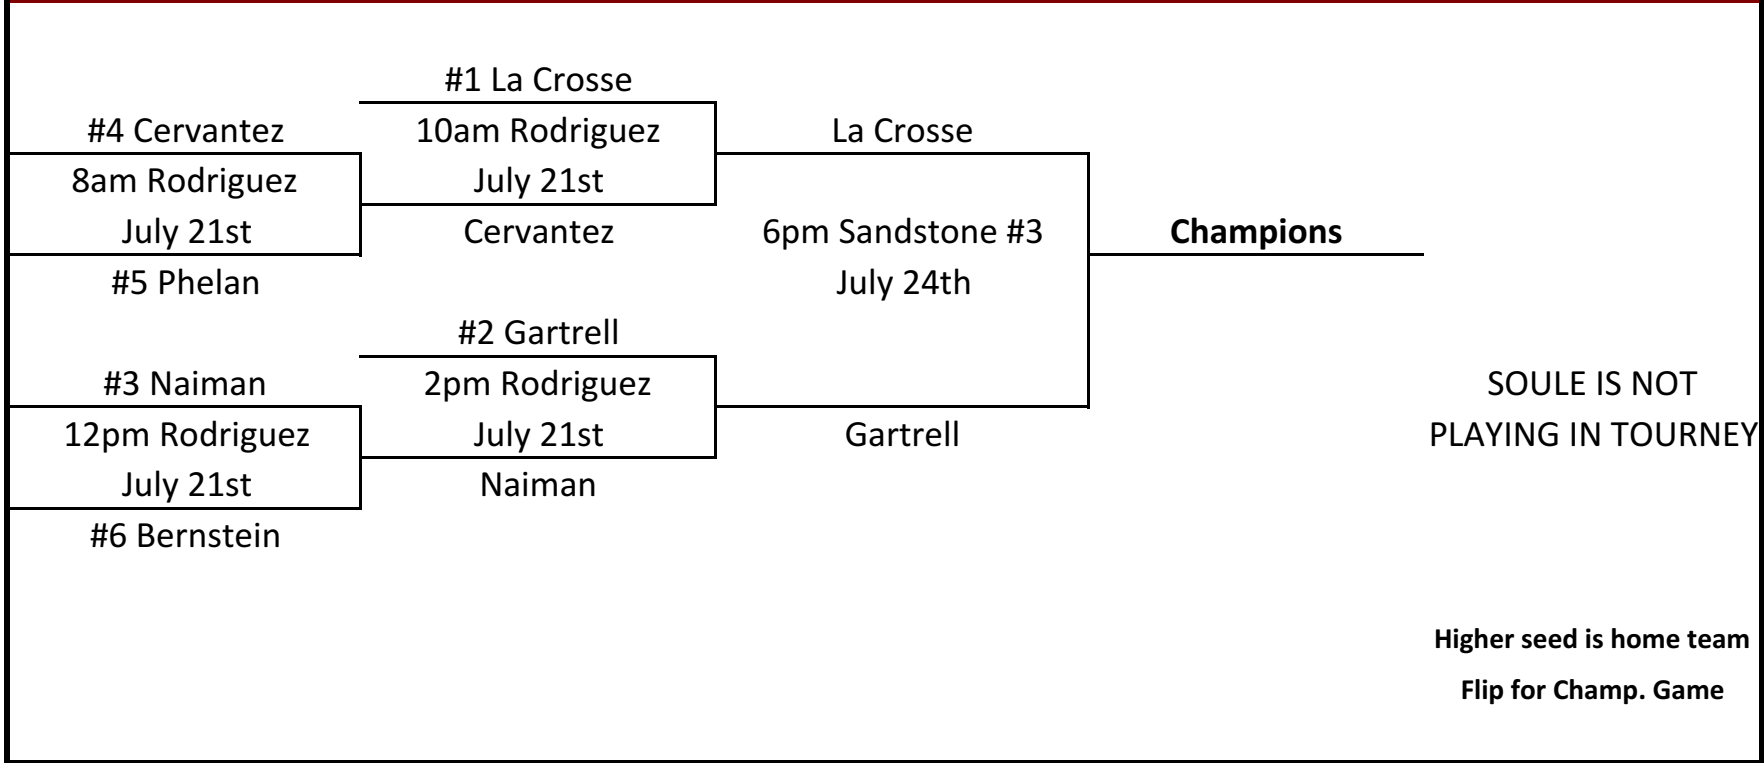 #1 La Crosse
#4 Cervantez
10am Rodriguez
La Crosse
8am Rodriguez
July 21st
July 21st
Cervantez
6pm Sandstone #3
Champions
#5 Phelan
July 24th
#2 Gartrell
#3 Naiman
2pm Rodriguez
SOULE IS NOT
12pm Rodriguez
July 21st
Gartrell
PLAYING IN TOURNEY
July 21st
Naiman
#6 Bernstein
Higher seed is home team
Flip for Champ. Game